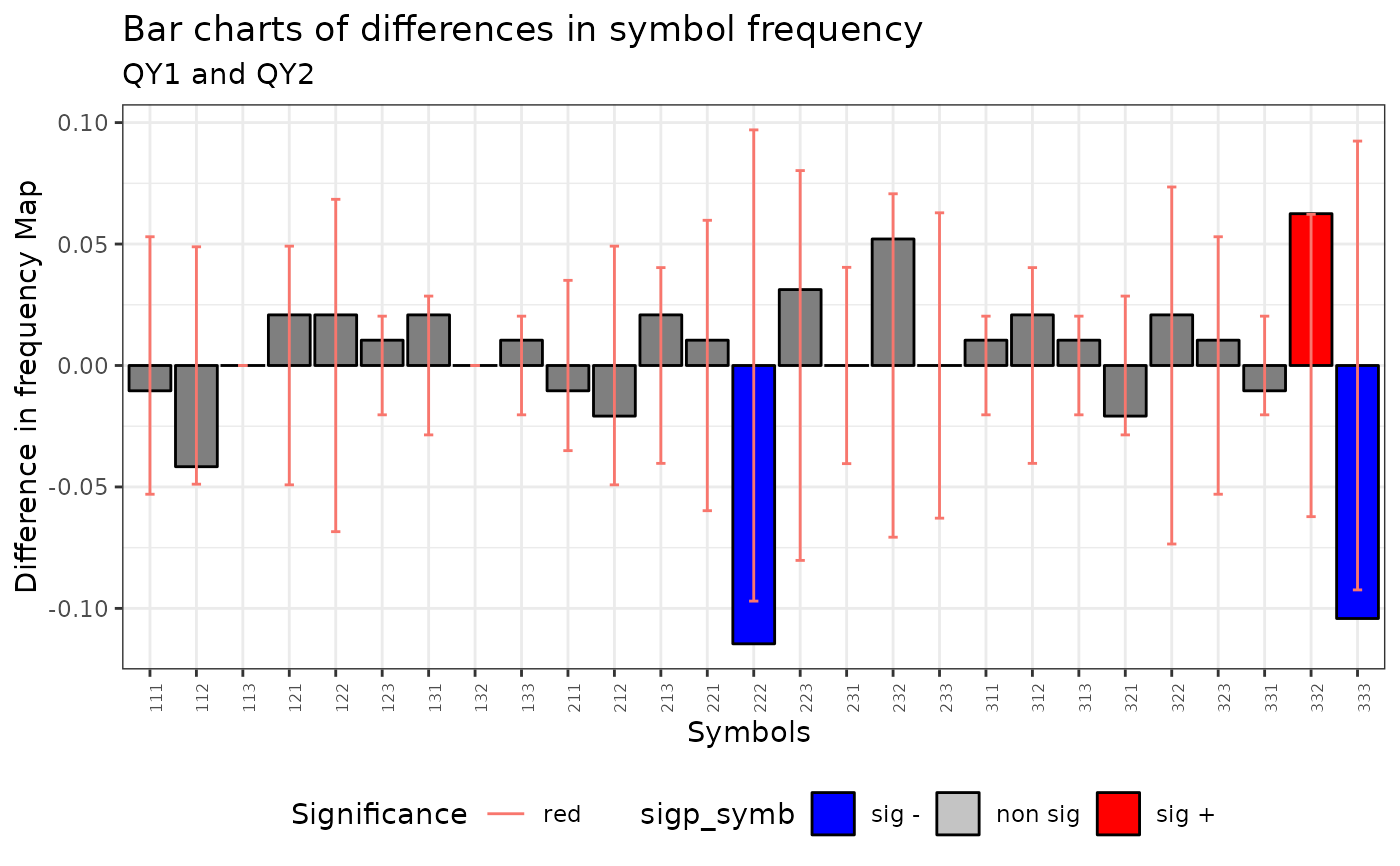 Bar charts of differences in symbol frequency
QY1 and QY2
Difference in frequency Map
0.10
0.05
0.00
-0.05
-0.10
111 112 113 121 122 123 131 132 133 211 212 213 221 222 223 231 232 233 311 312 313 321 322 323 331 332 333
Symbols
Significance red sigp_symb sig - non sig sig +